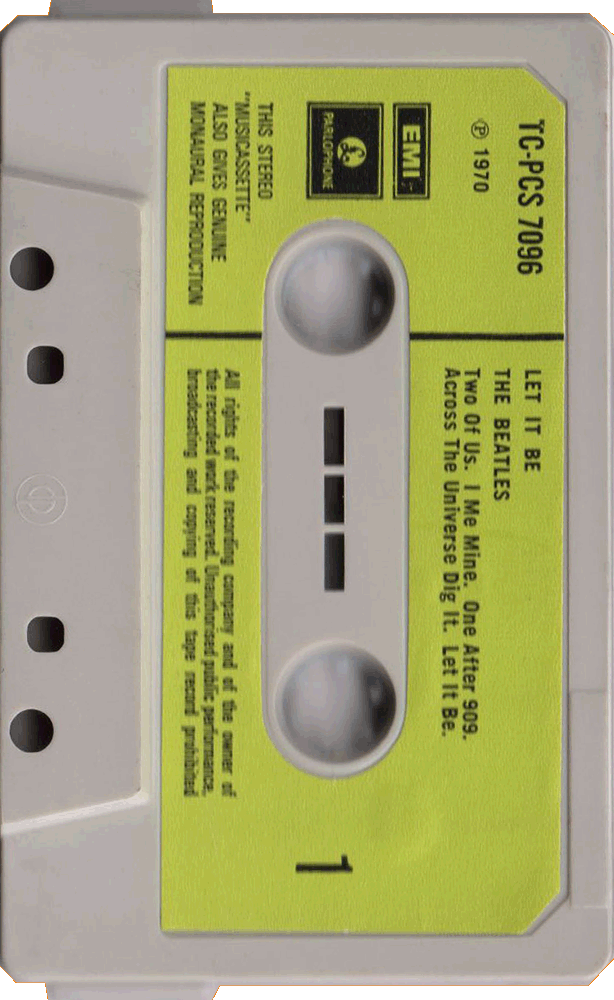 TC-PCS 7096
Ⓟ 1970
EMI
PARLOPHONE
THIS STEREO
"MUSICASSETTE"
ALSO GIVES GENUINE
MONAURAL REPRODUCTION
LET IT BE
THE BEATLES
Two Of Us. I Me Mine. One After 909.
Across The Universe Dig It. Let It Be.
All rights of the recording company and of the owner of
the recorded work reserved. Unauthorised public performance,
broadcasting and copying of this tape record prohibited
1